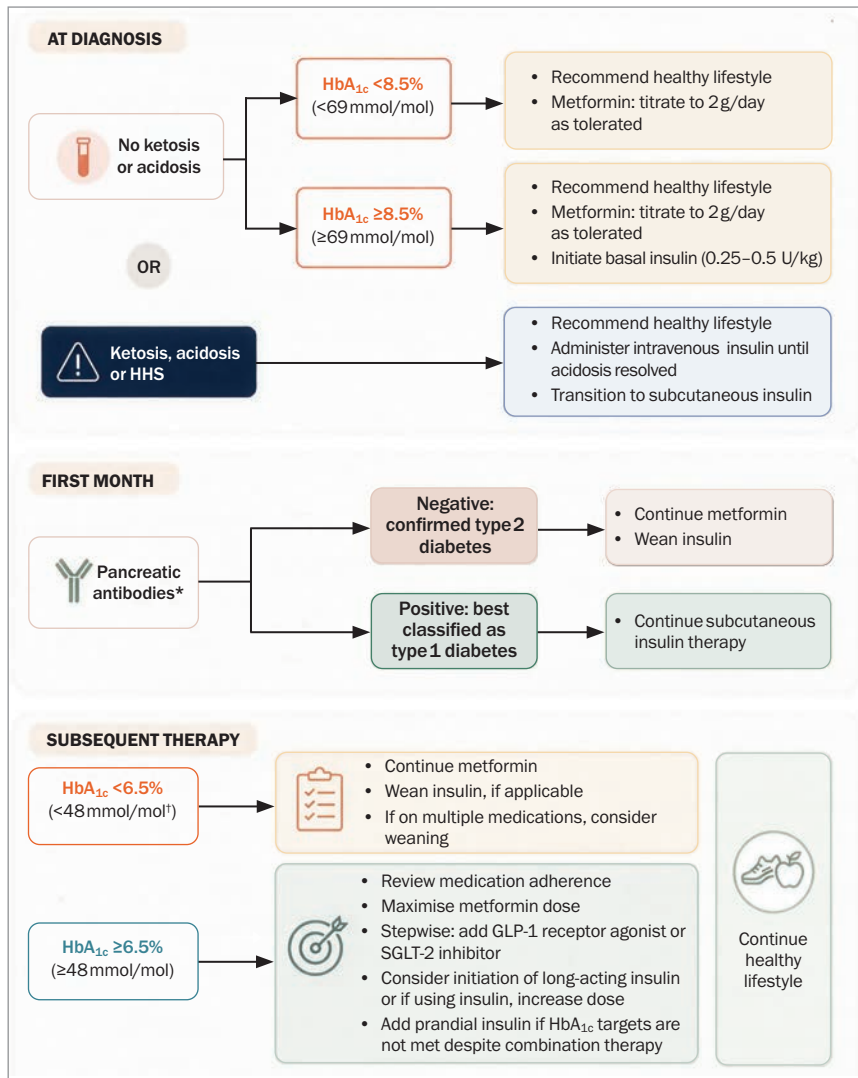 AT DIAGNOSIS
No ketosis
or acidosis
HbA1c <8.5%
(<69 mmol/mol)
• Recommend healthy lifestyle
• Metformin: titrate to 2 g/day
as tolerated
HbA1c ≥8.5%
(≥69 mmol/mol)
• Recommend healthy lifestyle
• Metformin: titrate to 2 g/day
as tolerated
• Initiate basal insulin (0.25–0.5 U/kg)
OR
Ketosis, acidosis
or HHS
• Recommend healthy lifestyle
• Administer intravenous insulin until
acidosis resolved
• Transition to subcutaneous insulin
FIRST MONTH
Pancreatic
antibodies*
Negative:
confirmed type 2
diabetes
• Continue metformin
• Wean insulin
Positive: best
classified as
type 1 diabetes
• Continue subcutaneous
insulin therapy
SUBSEQUENT THERAPY
HbA1c <6.5%
(<48 mmol/mol†)
• Continue metformin
• Wean insulin, if applicable
• If on multiple medications, consider
weaning
HbA1c ≥6.5%
(≥48 mmol/mol)
• Review medication adherence
• Maximise metformin dose
• Stepwise: add GLP-1 receptor agonist or
SGLT-2 inhibitor
• Consider initiation of long-acting insulin
or if using insulin, increase dose
• Add prandial insulin if HbA1c targets are
not met despite combination therapy
Continue
healthy
lifestyle